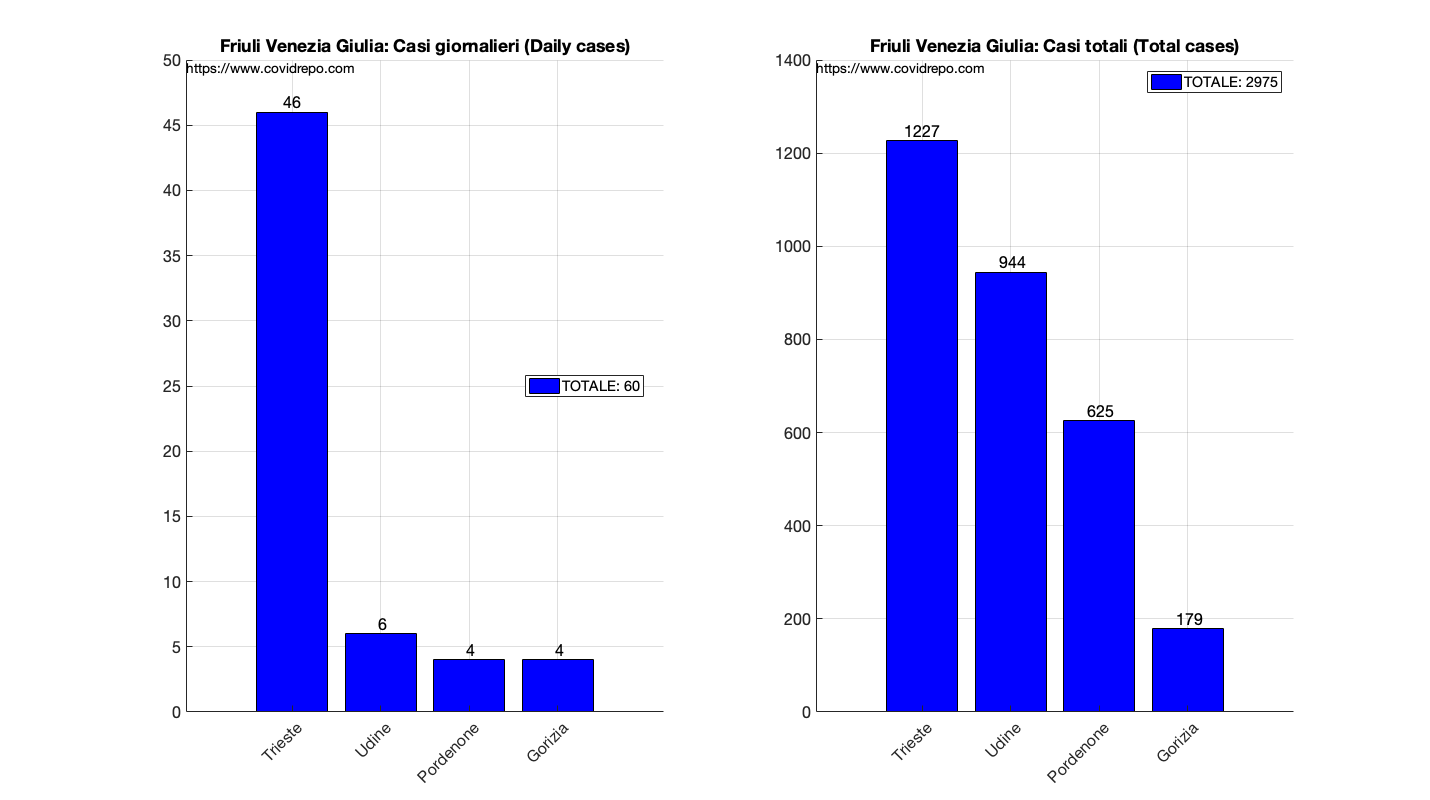 Friuli Venezia Giulia: Casi giornalieri (Daily cases)
https://www.covidrepo.com
50
45
40
35
30
25
20
15
10
5
0
46
6
4
4
TOTALE: 60
Trieste
Udine
Pordenone
Gorizia
Friuli Venezia Giulia: Casi totali (Total cases)
https://www.covidrepo.com
1400
1200
1000
800
600
400
200
0
TOTALE: 2975
1227
944
625
179
Trieste
Udine
Pordenone
Gorizia